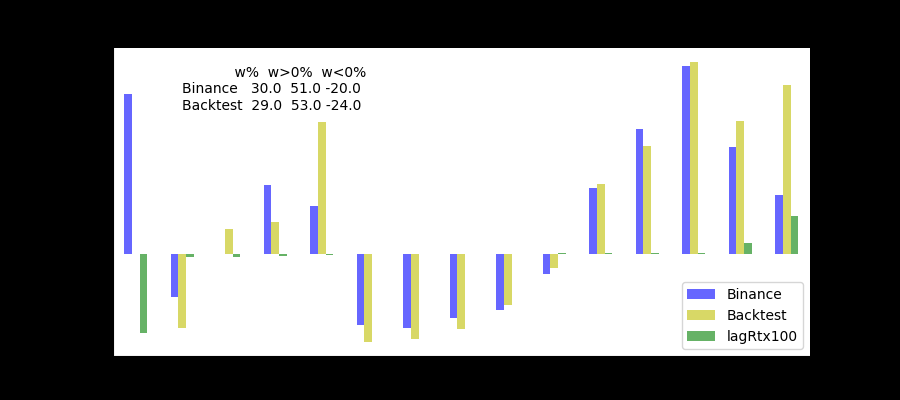 w% w>0% w<0%
Binance 30.0 51.0 -20.0
Backtest 29.0 53.0 -24.0
Binance
Backtest
lagRtx100